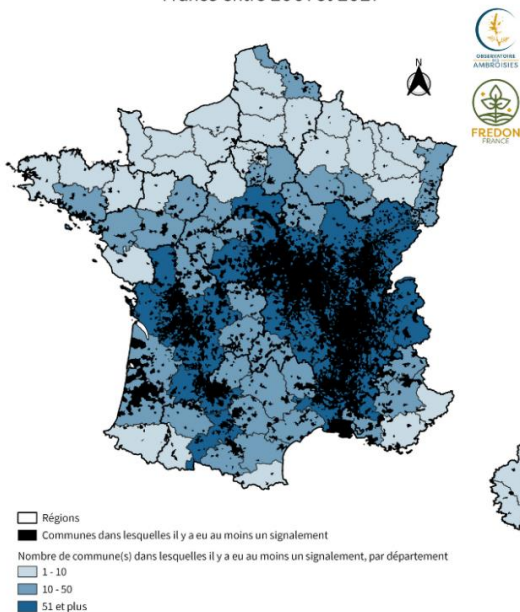 France entre 2001 et 2021
OBSERVATOIRE
DES
AMBROISIES
N
FREDON
FRANCE
Régions
Communes dans lesquelles il y a eu au moins un signalement
Nombre de commune(s) dans lesquelles il y a eu au moins un signalement, par département
1 - 10
10 - 50
51 et plus